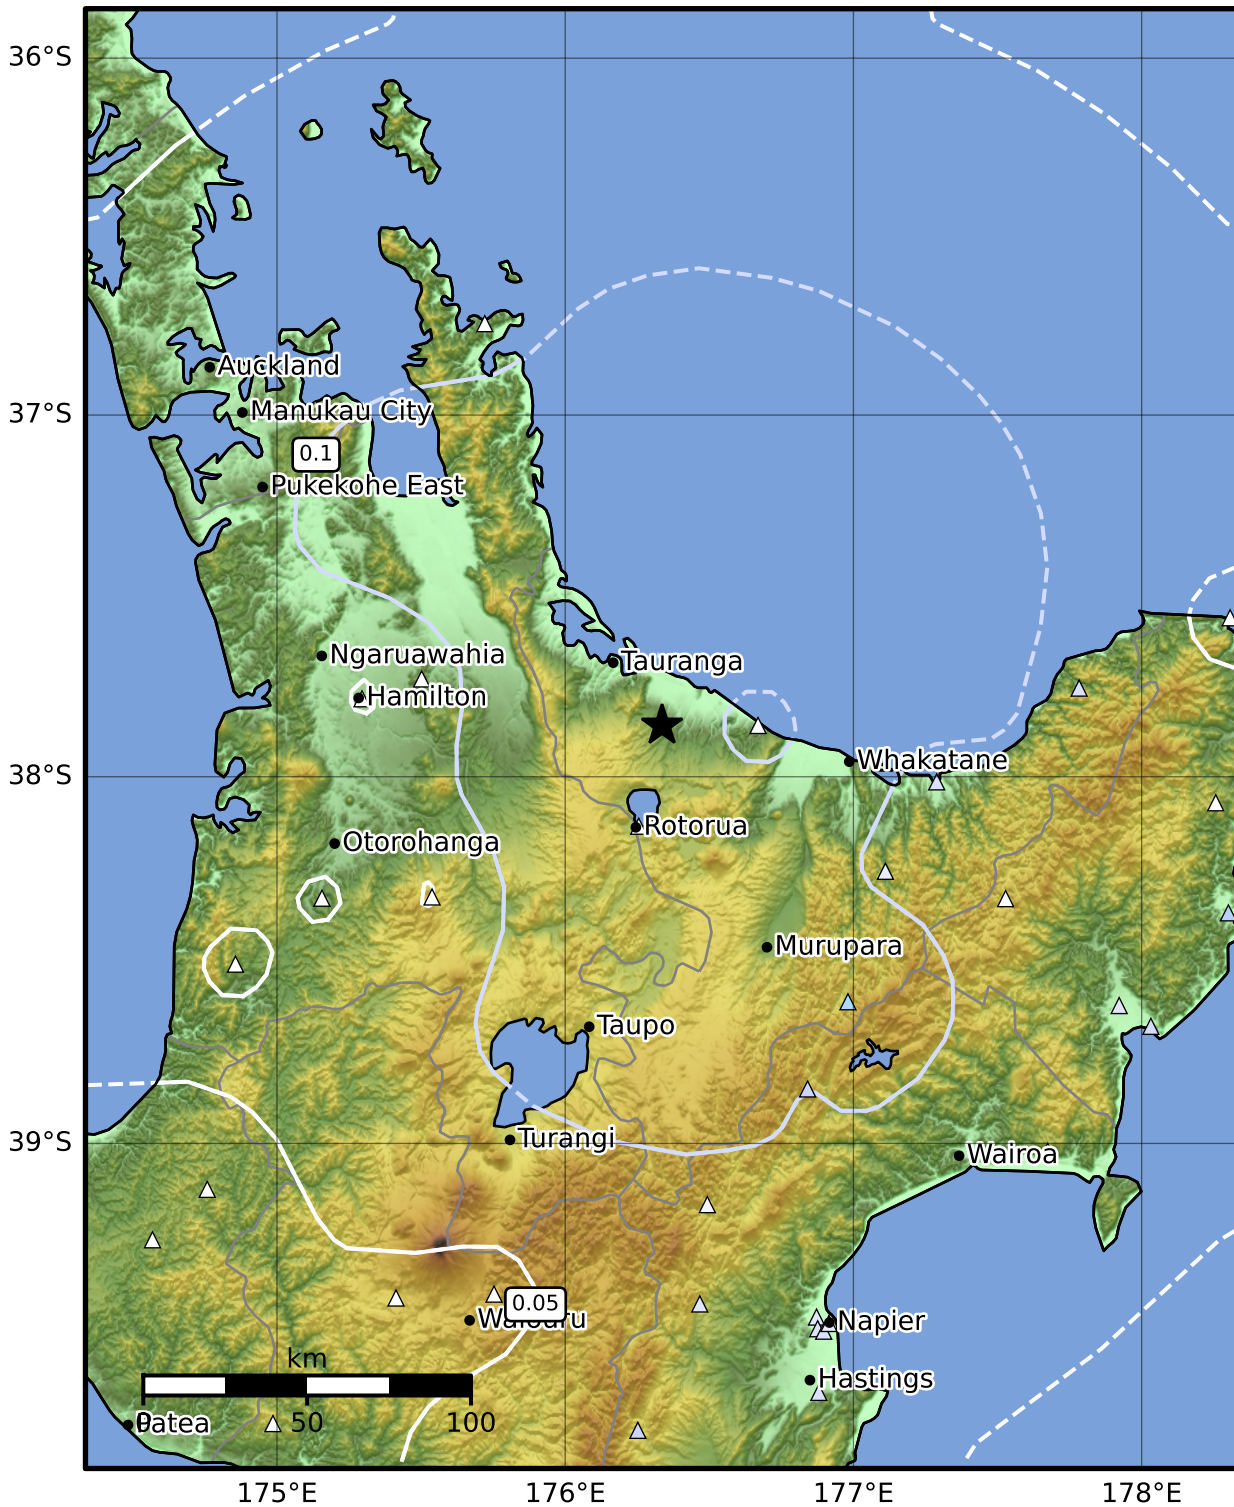 36°S
Auckland
37°S
Manukau City
0.1
Pukekohe East
Ngaruawahia
Tauranga
Hamilton
38°S
Whakatane
Rotorua
Otorohanga
Murupara
Taupo
39°S
Turangi
Wairoa
0.05
Napier
km
Hastings
0 50 100
Patea
175°E 176°E 177°E 178°E